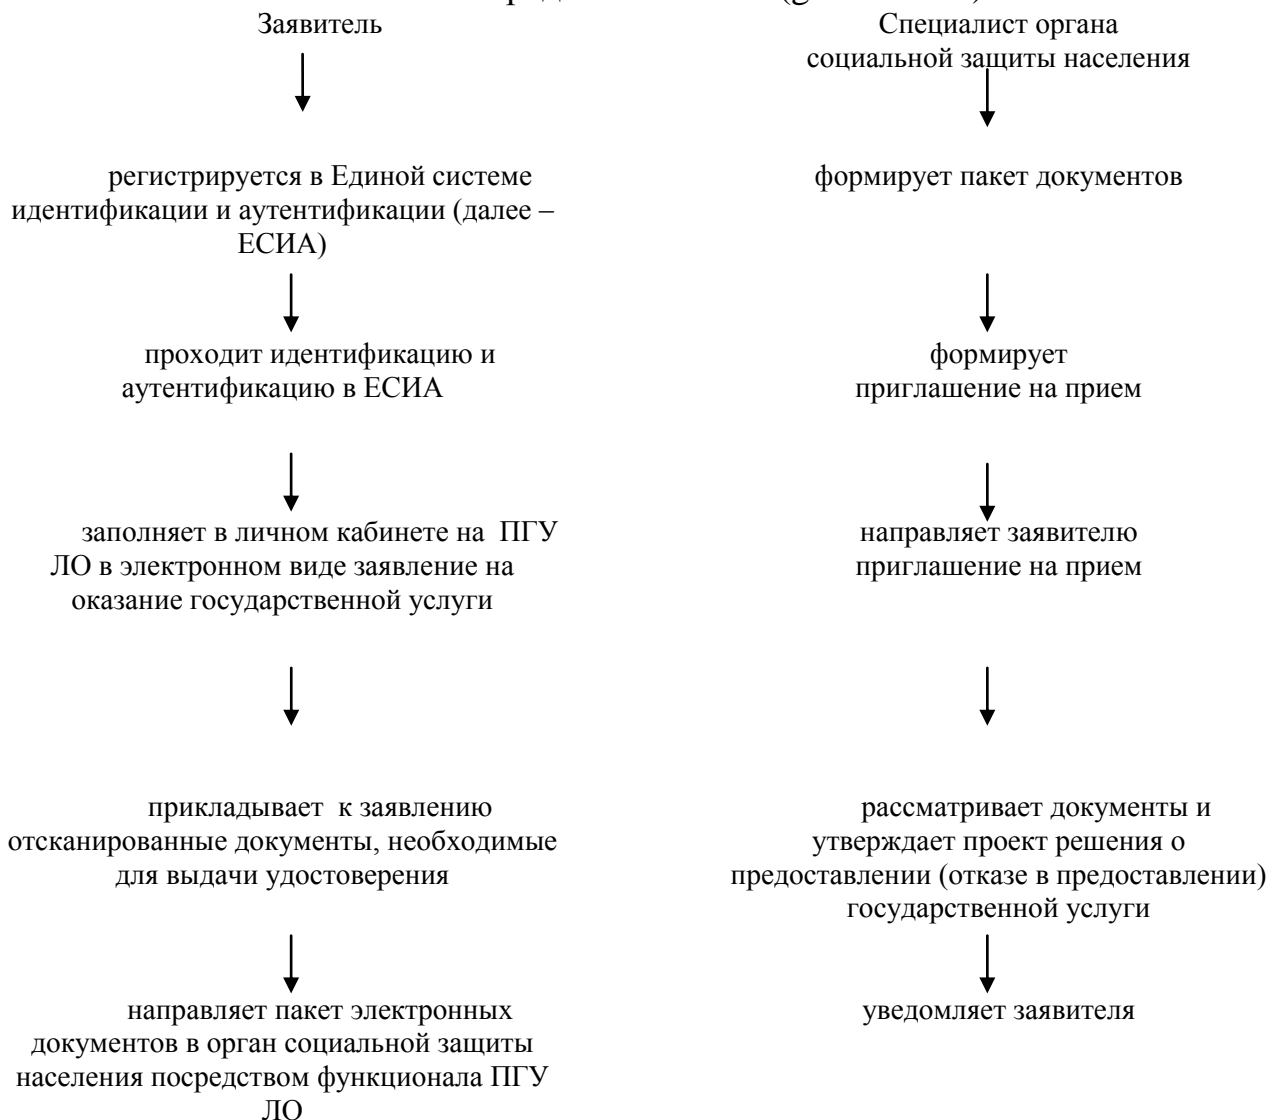 Заявитель
регистрируется в Единой системе
идентификации и аутентификации (далее –
ЕСИА)
проходит идентификацию и
аутентификацию в ЕСИА
заполняет в личном кабинете на ПГУ
ЛО в электронном виде заявление на
оказание государственной услуги
прикладывает к заявлению
отсканированные документы, необходимые
для выдачи удостоверения
направляет пакет электронных
документов в орган социальной защиты
населения посредством функционала ПГУ
ЛО
Специалист органа
социальной защиты населения
формирует пакет документов
формирует
приглашение на прием
направляет заявителю
приглашение на прием
рассматривает документы и
утверждает проект решения о
предоставлении (отказе в предоставлении)
государственной услуги
уведомляет заявителя